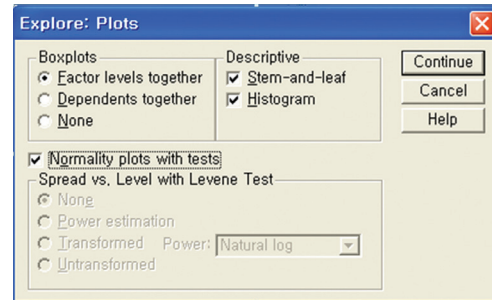 Explore: Plots
Boxplots
Factor levels together
Dependents together
None
Descriptive
Stem-and-leaf
Histogram
Continue
Cancel
Help
Normality plots with tests
Spread vs. Level with Levene Test
None
Power estimation
Transformed Power: Natural log
Untransformed